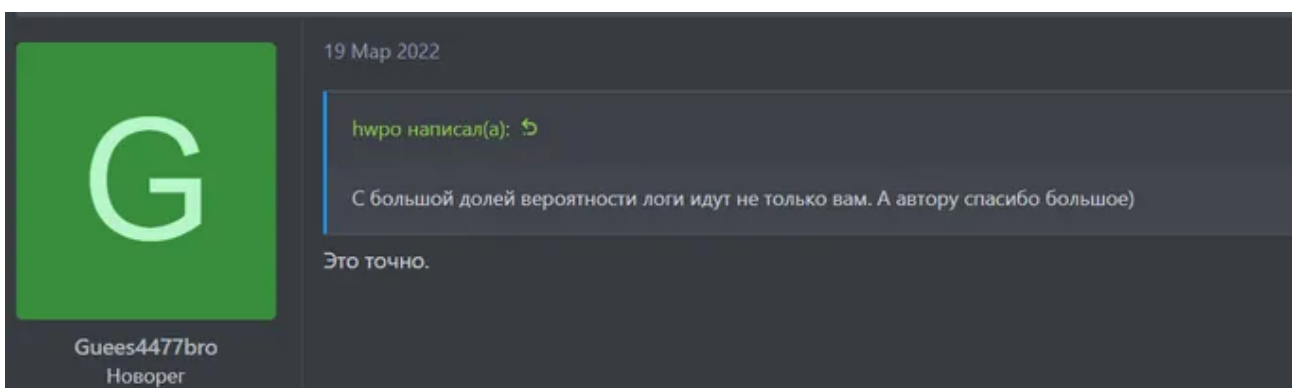 19 Мар 2022
G
hwpo написал(а):
С большой долей вероятности логи идут не только вам. А автору спасибо большое)
Это точно.
Guees4477bro
Новорег